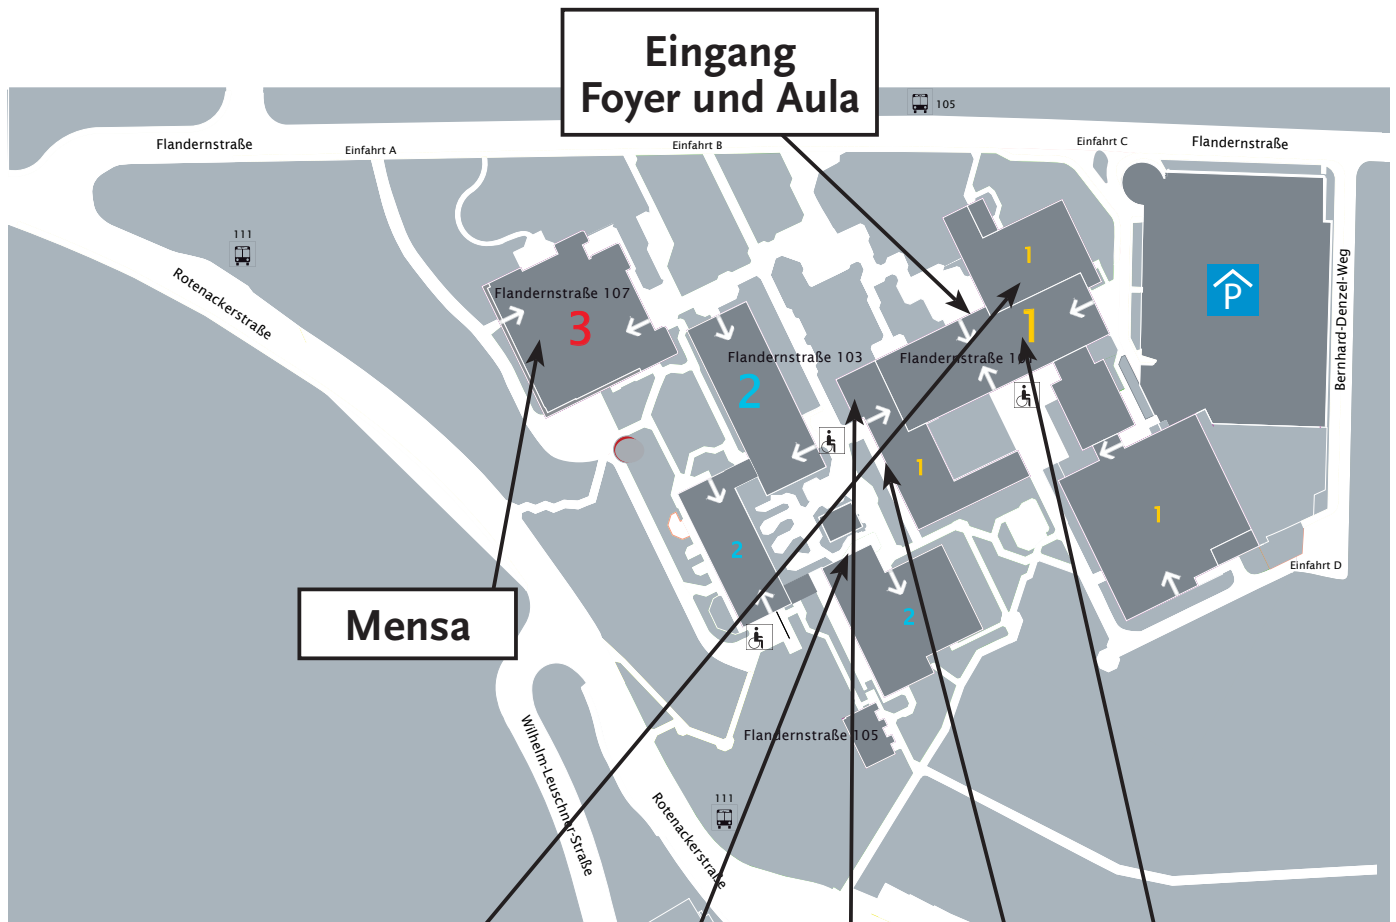 Eingang
Foyer und Aula
105
Flandernstraße
Einfahrt A
Einfahrt B
Einfahrt C
Flandernstraße
111
Rotenackerstraße
Flandernstraße 107
3
1
P
Bernhard-Denzel-Weg
1
Flandernstraße 103
Flandernstraße
2
1
1
2
Einfahrt D
Mensa
2
Flandernstraße 105
Wilhelm-Leuschner-Straße
111
Rotenackerstraße